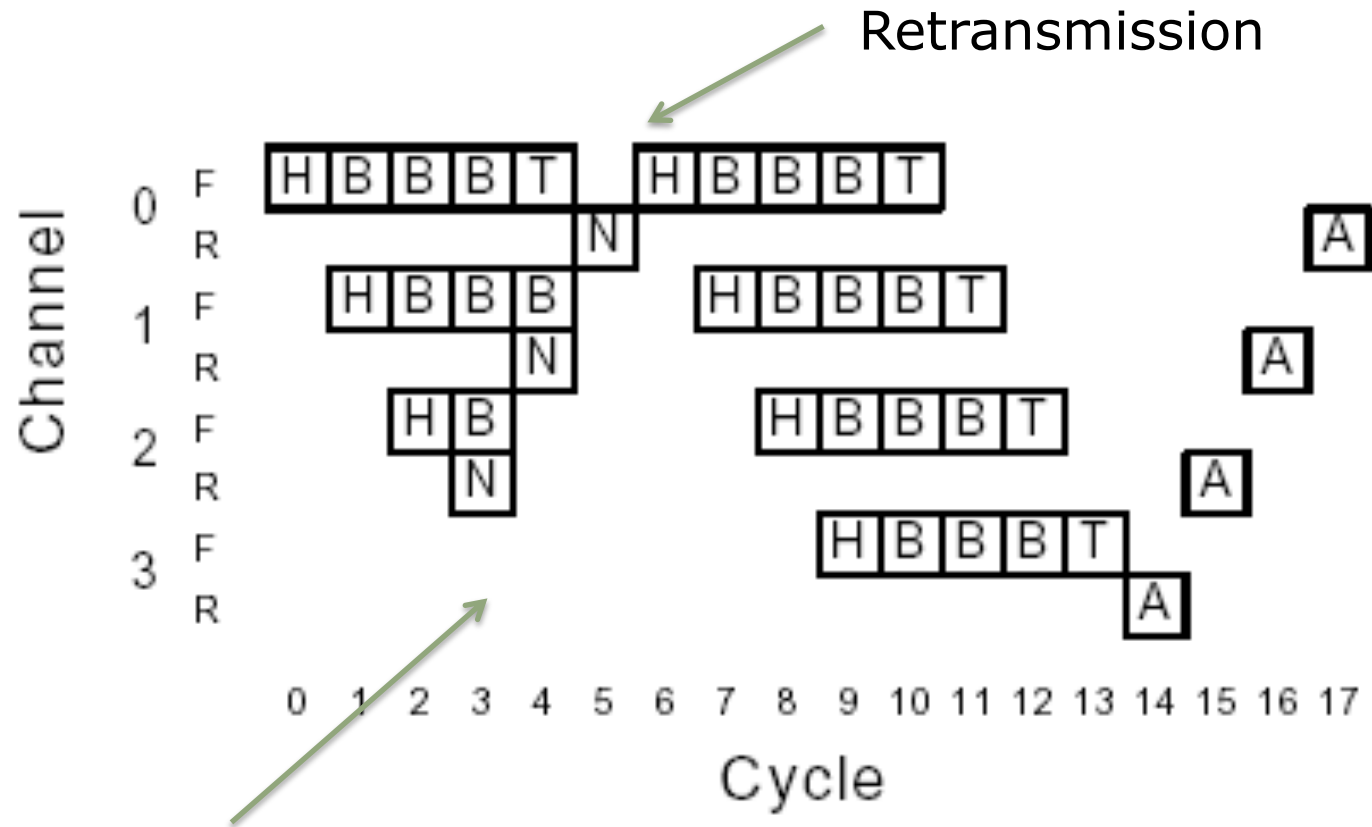 Retransmission
F H B B B T H B B B T
0
R N A
F H B B B H B B B T
1
R N A
F H B H B B B T
2
R N A
F H B B B T
3
R A
Channel
0 1 2 3 4 5 6 7 8 9 10 11 12 13 14 15 16 17
Cycle